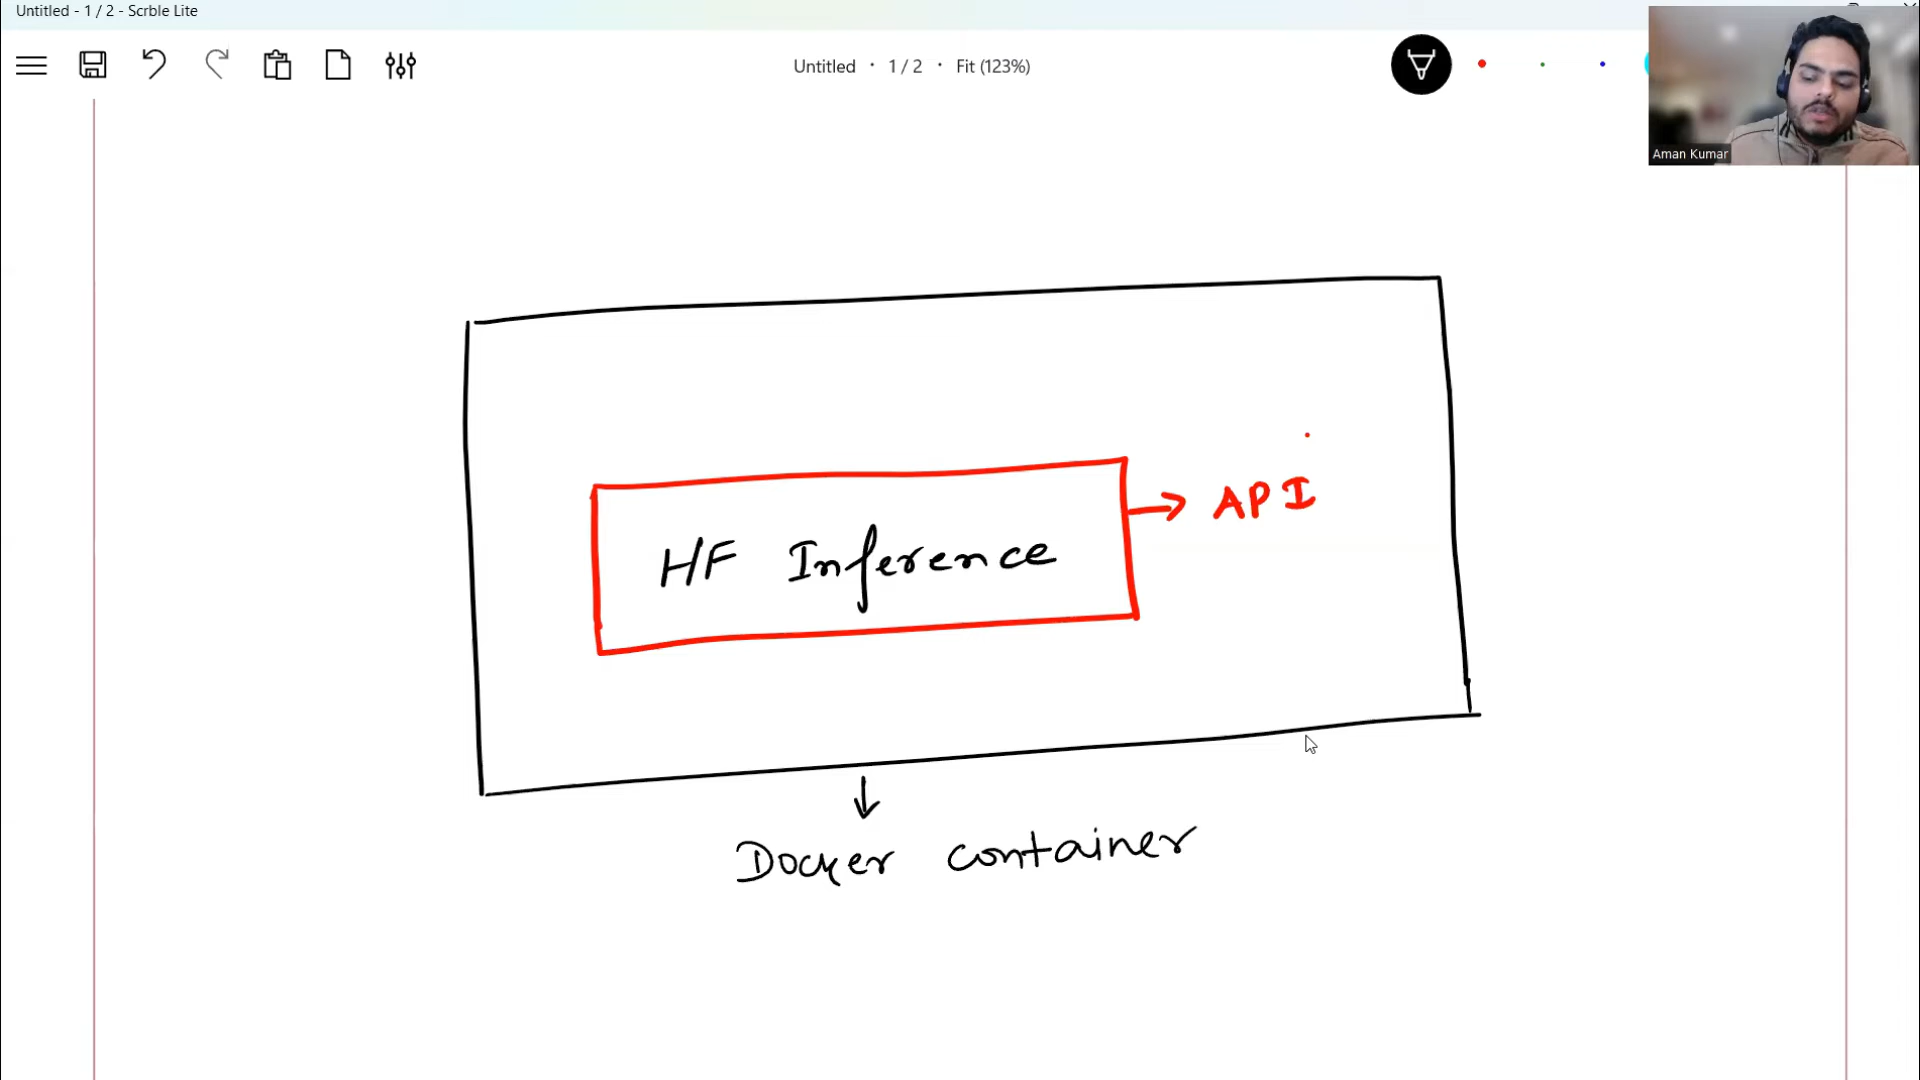 Untitled - 1 / 2 - Scrble Lite
Untitled · 1 / 2 · Fit (123%)
Aman Kumar
API
HF Inference
Docker container